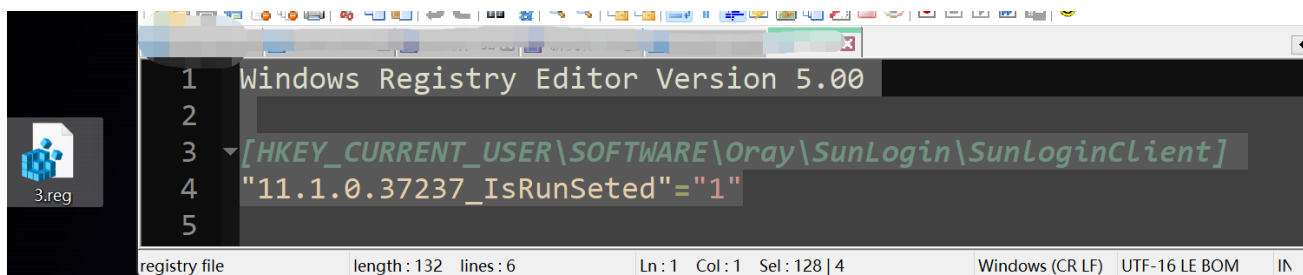 1 Windows Registry Editor Version 5.00
2
3 [HKEY_CURRENT_USER\SOFTWARE\Oray\SunLogin\SunloginClient]
4 "11.1.0.37237_IsRunSeted"="1"
5
3.reg
registry file length : 132 lines : 6 Ln : 1 Col : 1 Sel : 128 | 4 Windows (CR LF) UTF-16 LE BOM IN